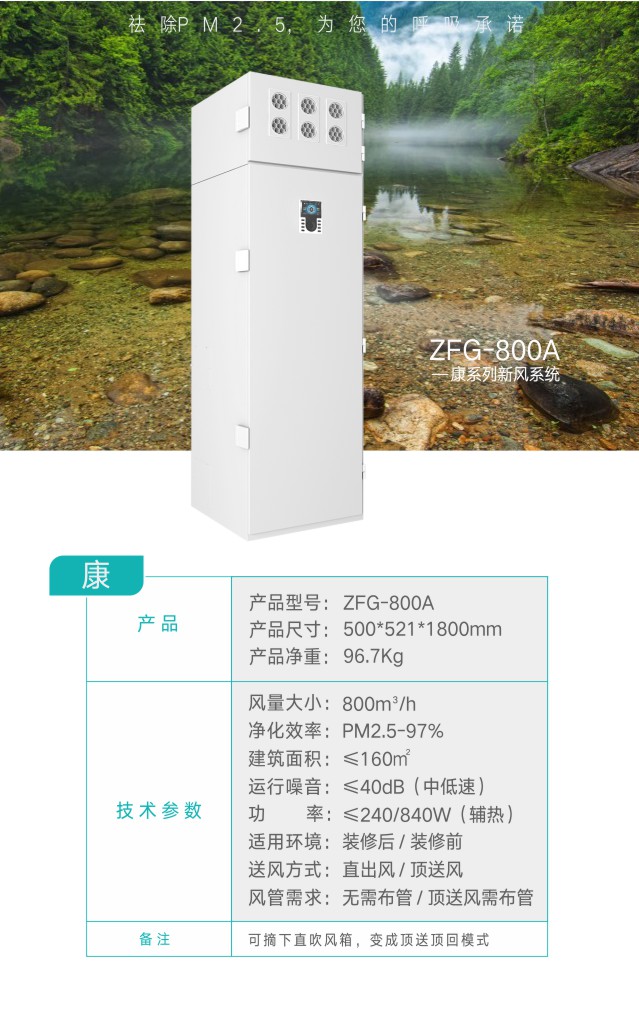 祛除PM2.5,为您的呼吸承诺
ZFG-800A
—康系列新风系统
康
产品
产品型号：ZFG-800A
产品尺寸：500*521*1800mm
产品净重：96.7Kg
技术参数
风量大小：800m³/h
净化效率：PM2.5-97%
建筑面积：≤160㎡
运行噪音：≤40dB（中低速）
功 率：≤240/840W（辅热）
适用环境：装修后 / 装修前
送风方式：直出风 / 顶送风
风管需求：无需布管 / 顶送风需布管
备注
可摘下直吹风箱，变成顶送顶回模式